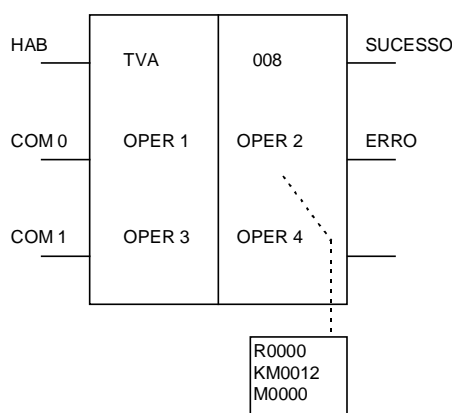 HAB TVA 008 SUCESSO
COM 0 OPER 1 OPER 2 ERRO
COM 1 OPER 3 OPER 4
R0000
KM0012
M0000